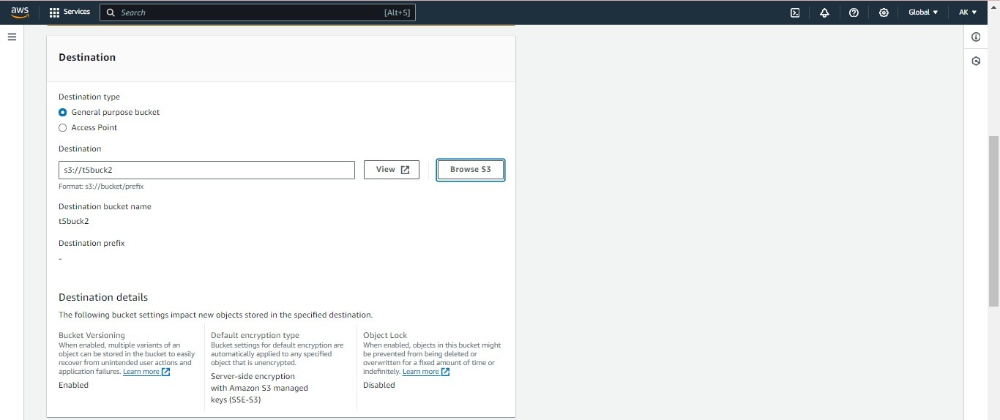 aws
Services
Search
[Alt+S]
Global
AK
Destination
Destination type
General purpose bucket
Access Point
Destination
s3://t5buck2
View
Browse S3
Format: s3://bucket/prefix
Destination bucket name
t5buck2
Destination prefix
-
Destination details
The following bucket settings impact new objects stored in the specified destination.
Bucket Versioning
When enabled, multiple variants of an
object can be stored in the bucket to easily
recover from unintended user actions and
application failures. Learn more
Enabled
Default encryption type
Bucket settings for default encryption are
automatically applied to any specified
object that is unencrypted.
Server-side encryption
with Amazon S3 managed
keys (SSE-S3)
Object Lock
When enabled, objects in this bucket might
be prevented from being deleted or
overwritten for a fixed amount of time or
indefinitely. Learn more
Disabled